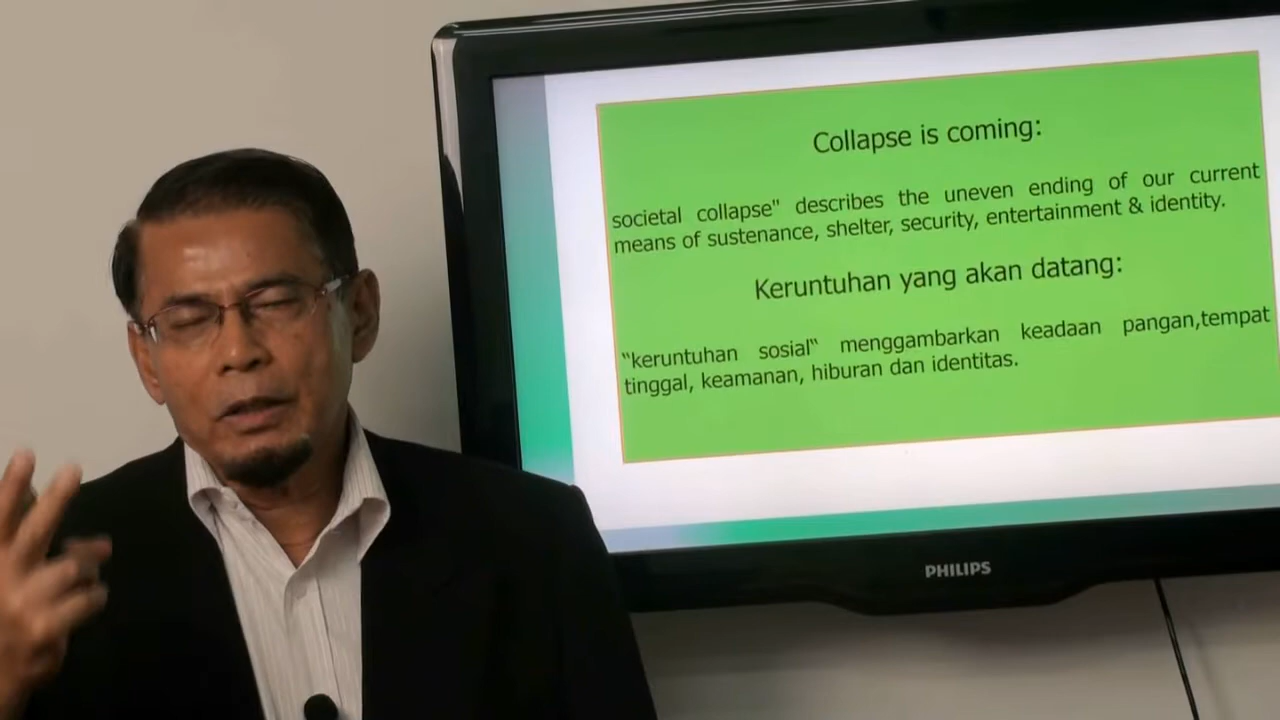 Collapse is coming:
societal collapse" describes the uneven ending of our current
means of sustenance, shelter, security, entertainment & identity.
Keruntuhan yang akan datang:
“keruntuhan sosial“ menggambarkan keadaan pangan,tempat
tinggal, keamanan, hiburan dan identitas.
PHILIPS